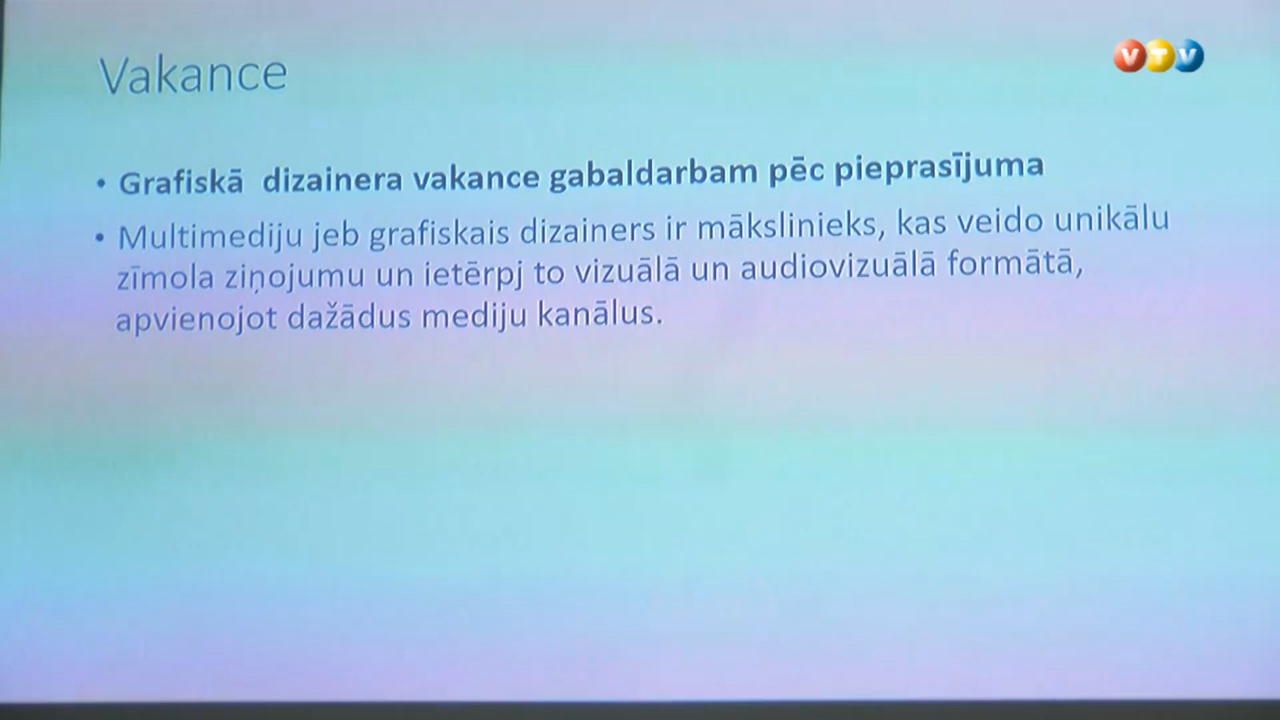 Vakance
VTV
• Grafiskā dizainera vakance gabaldarbam pēc pieprasījuma
• Multimediju jeb grafiskais dizainers ir mākslinieks, kas veido unikālu
zīmola ziņojumu un ietērpj to vizuālā un audiovizuālā formātā,
apvienojot dažādus mediju kanālus.